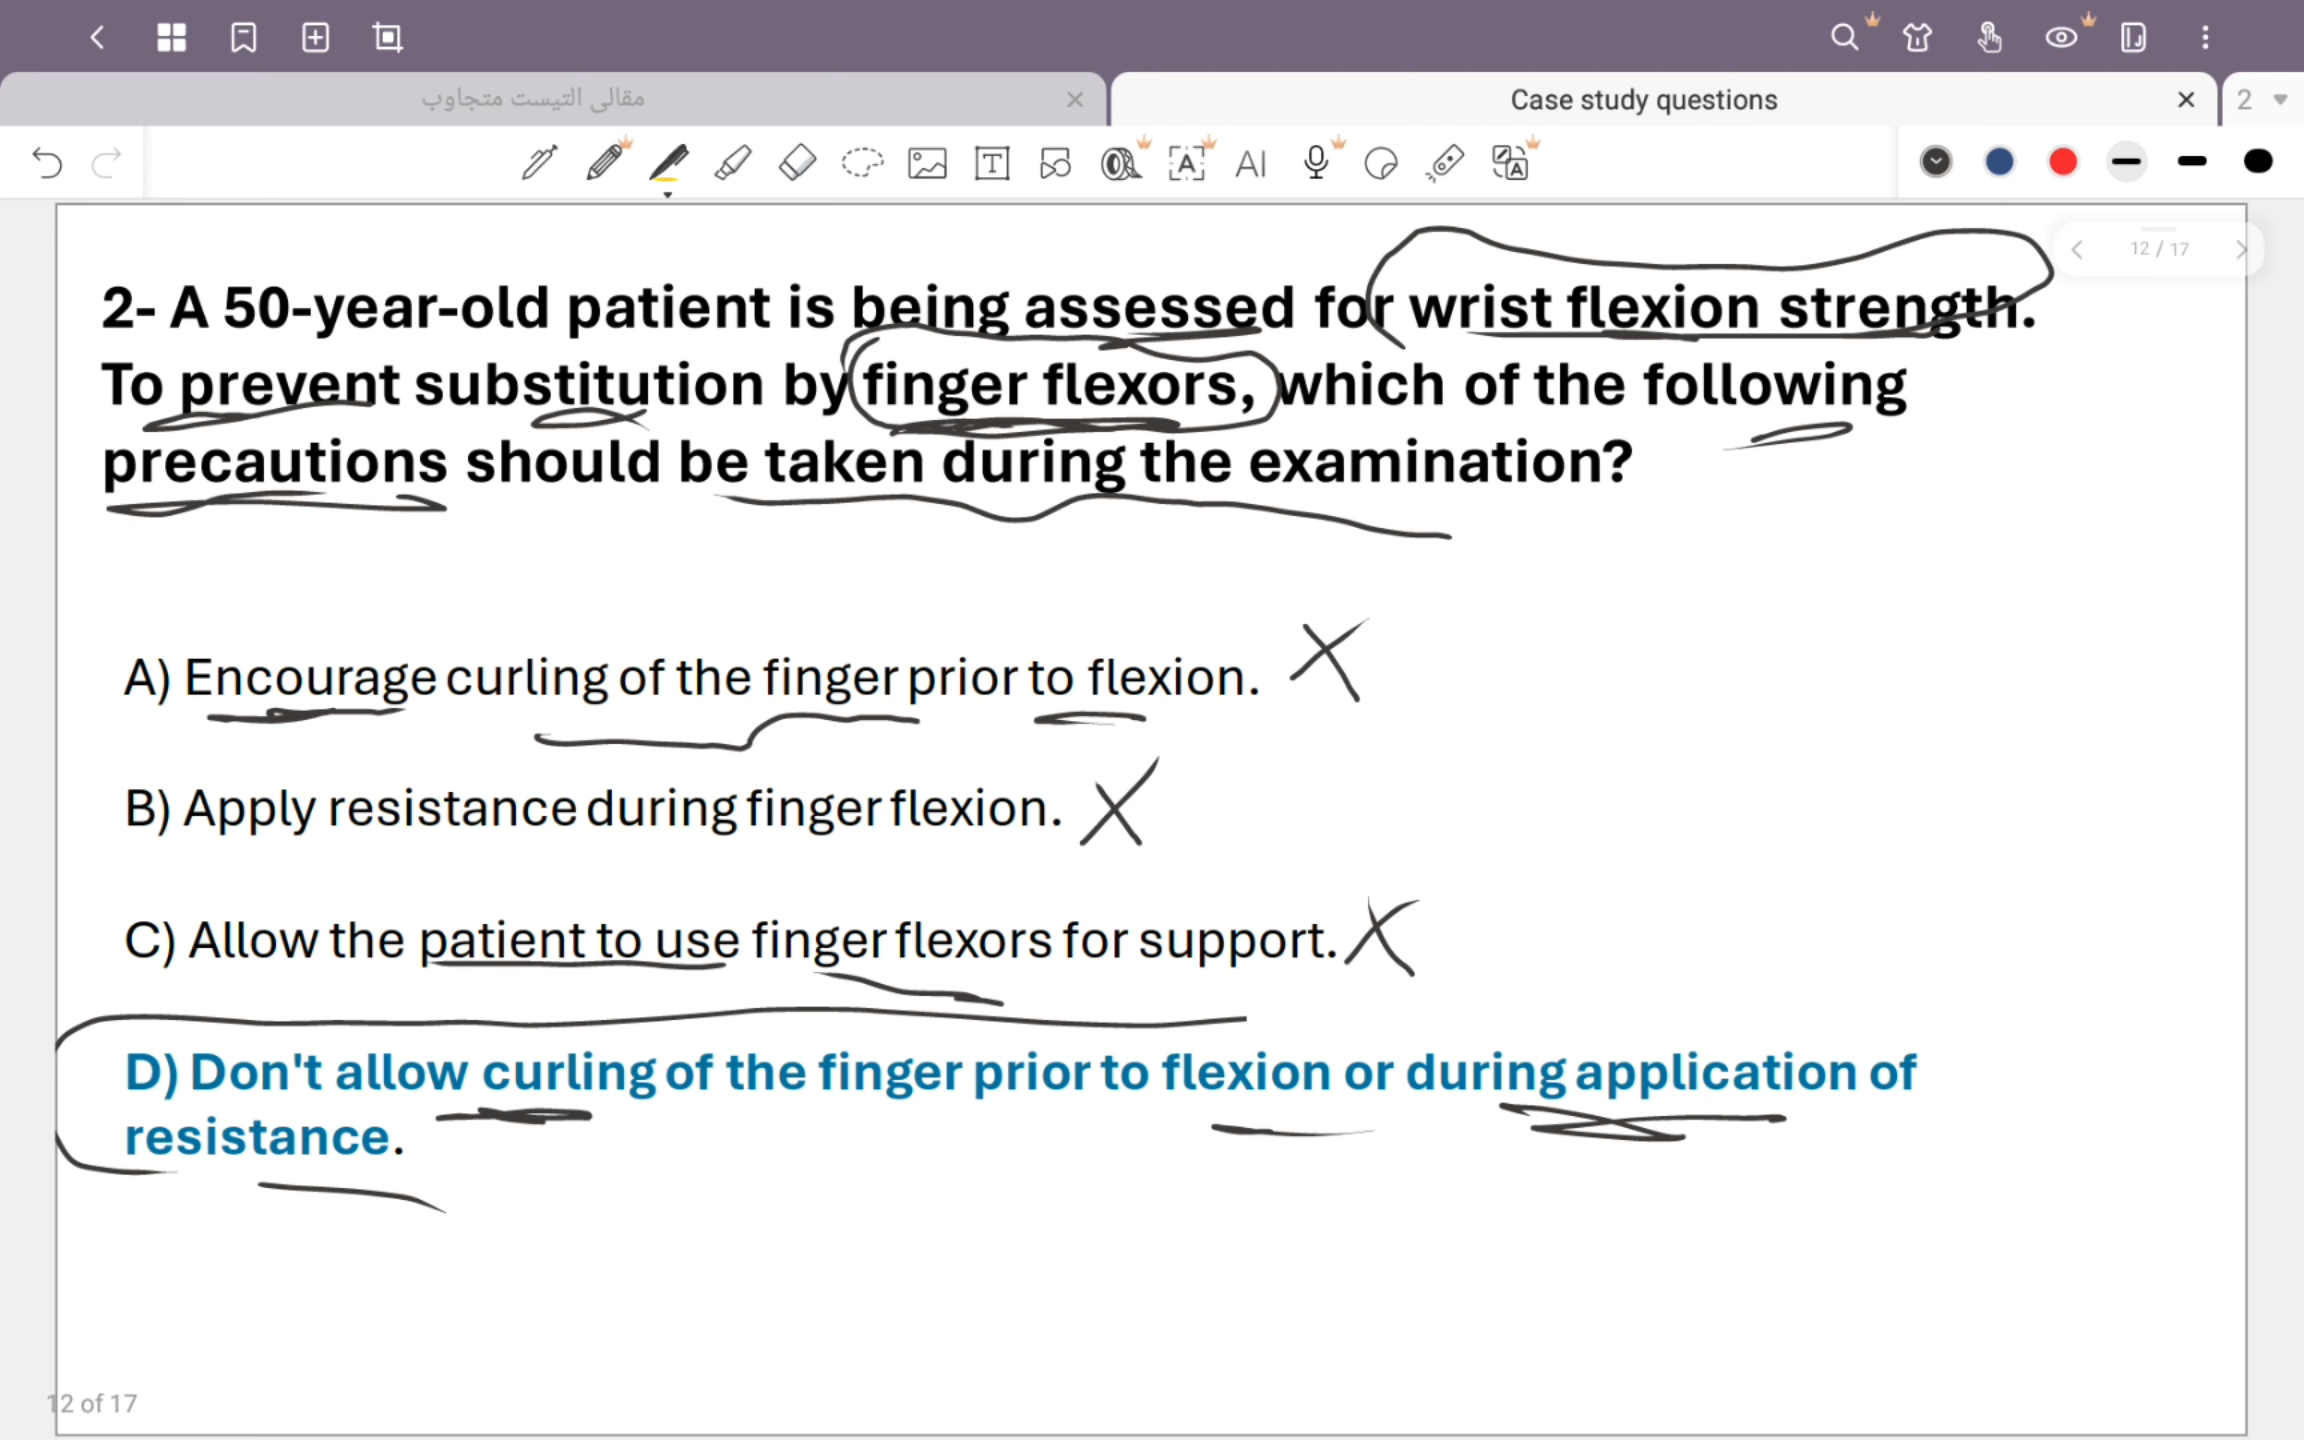 مقالى التيست متجاوب
Case study questions
2
12 / 17
2- A 50-year-old patient is being assessed for wrist flexion strength.
To prevent substitution by finger flexors, which of the following
precautions should be taken during the examination?
A) Encourage curling of the finger prior to flexion.
B) Apply resistance during finger flexion.
C) Allow the patient to use finger flexors for support.
D) Don't allow curling of the finger prior to flexion or during application of
resistance.
12 of 17